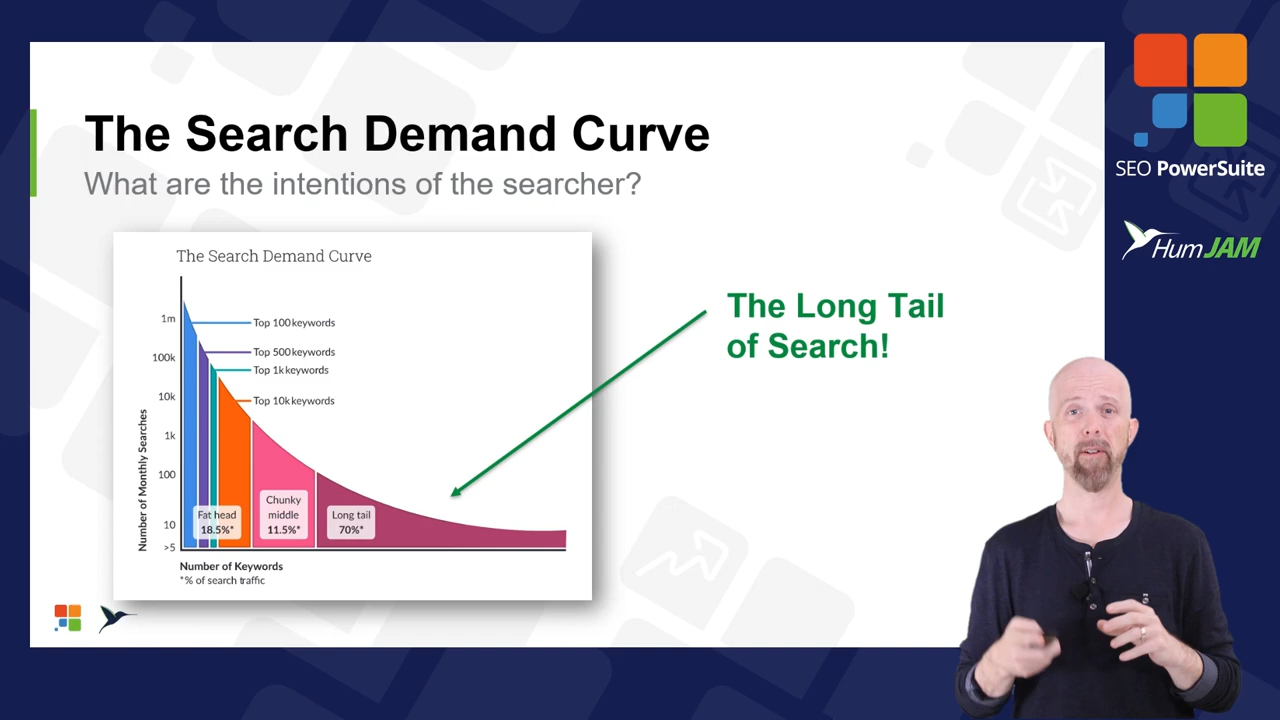 The Search Demand Curve
What are the intentions of the searcher?
The Search Demand Curve
Number of Monthly Searches
1m
100k
10k
1k
100
10
>5
Top 100 keywords
Top 500 keywords
Top 1k keywords
Top 10k keywords
Fat head
18.5%*
Chunky
middle
11.5%*
Long tail
70%*
Number of Keywords
*% of search traffic
The Long Tail
of Search!
SEO PowerSuite
HumJAM